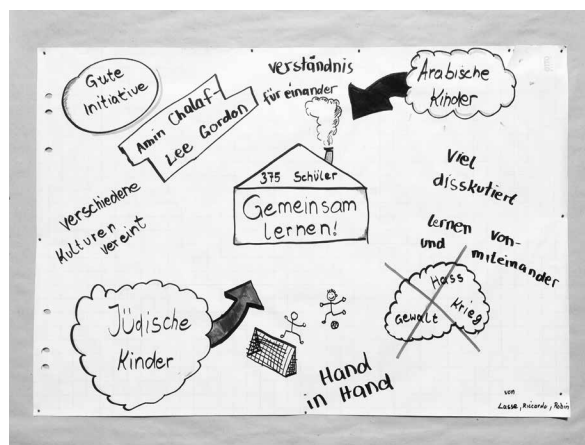 Gute
Initiative
Amin Chalaf-
Lee Gordon
verständnis
für einander
Arabische
Kinder
375 Schüler
Gemeinsam
lernen!
Viel
disskutiert
verschiedene
Kulturen vereint
lernen von-
und miteinander
Hass
Krieg
Gewalt
Jüdische
Kinder
Hand
in Hand
von
Lasse, Riccardo, Robin